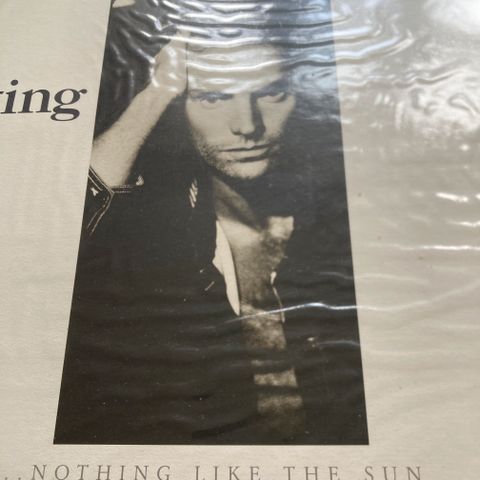 ting
...NOTHING LIKE THE SUN